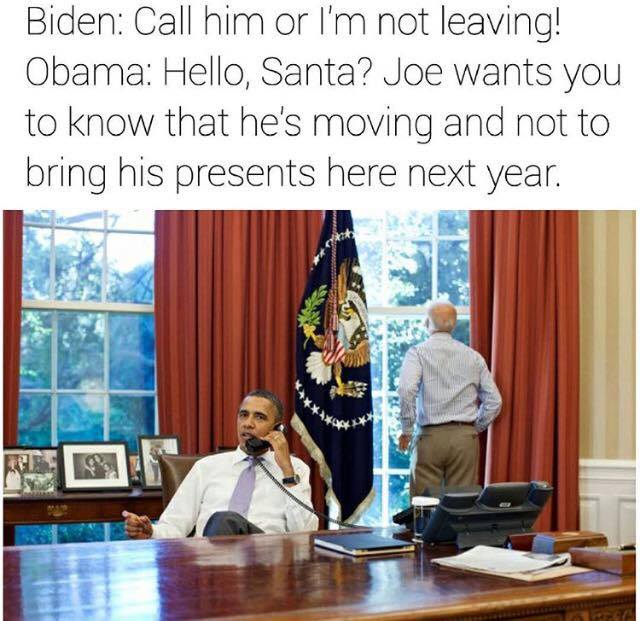 Biden: Call him or I'm not leaving!
Obama: Hello, Santa? Joe wants you
to know that he's moving and not to
bring his presents here next year.